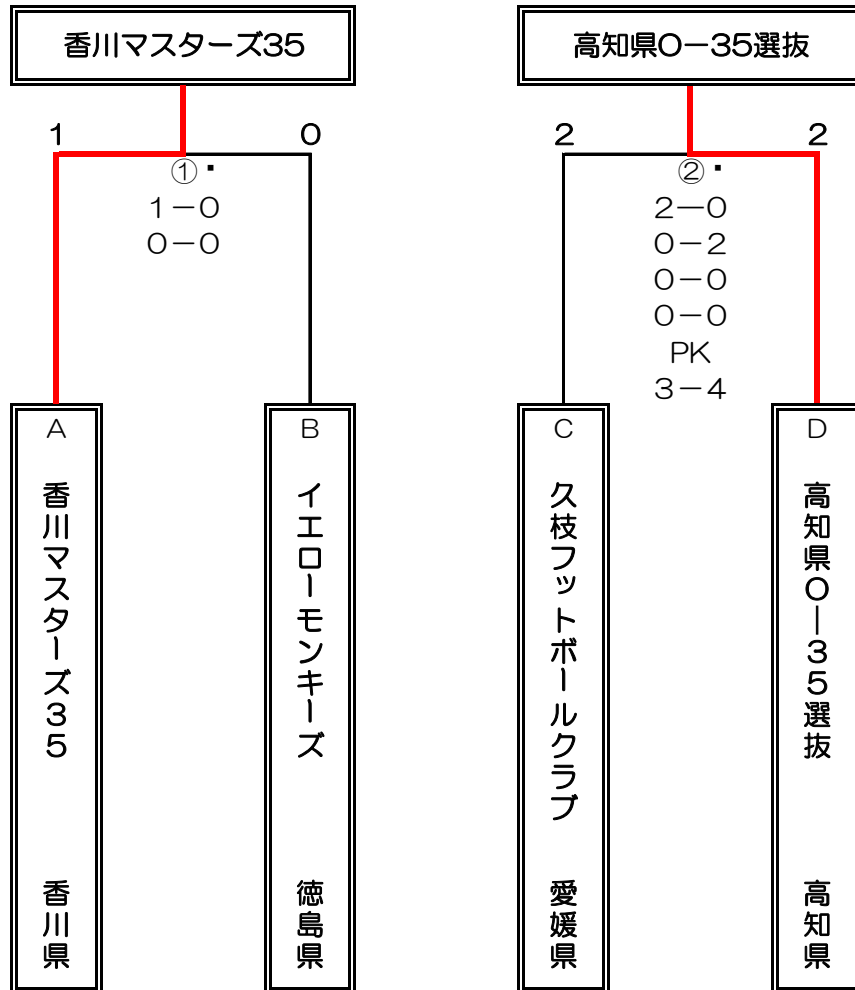 香川マスターズ35
高知県O－35選抜
1
0
2
2
①▪
1－0
0－0
②▪
2－0
0－2
0－0
0－0
PK
3－4
A
香川マスターズ35
香川県
B
イエローモンキーズ
徳島県
C
久枝フットボールクラブ
愛媛県
D
高知県O－35選抜
高知県